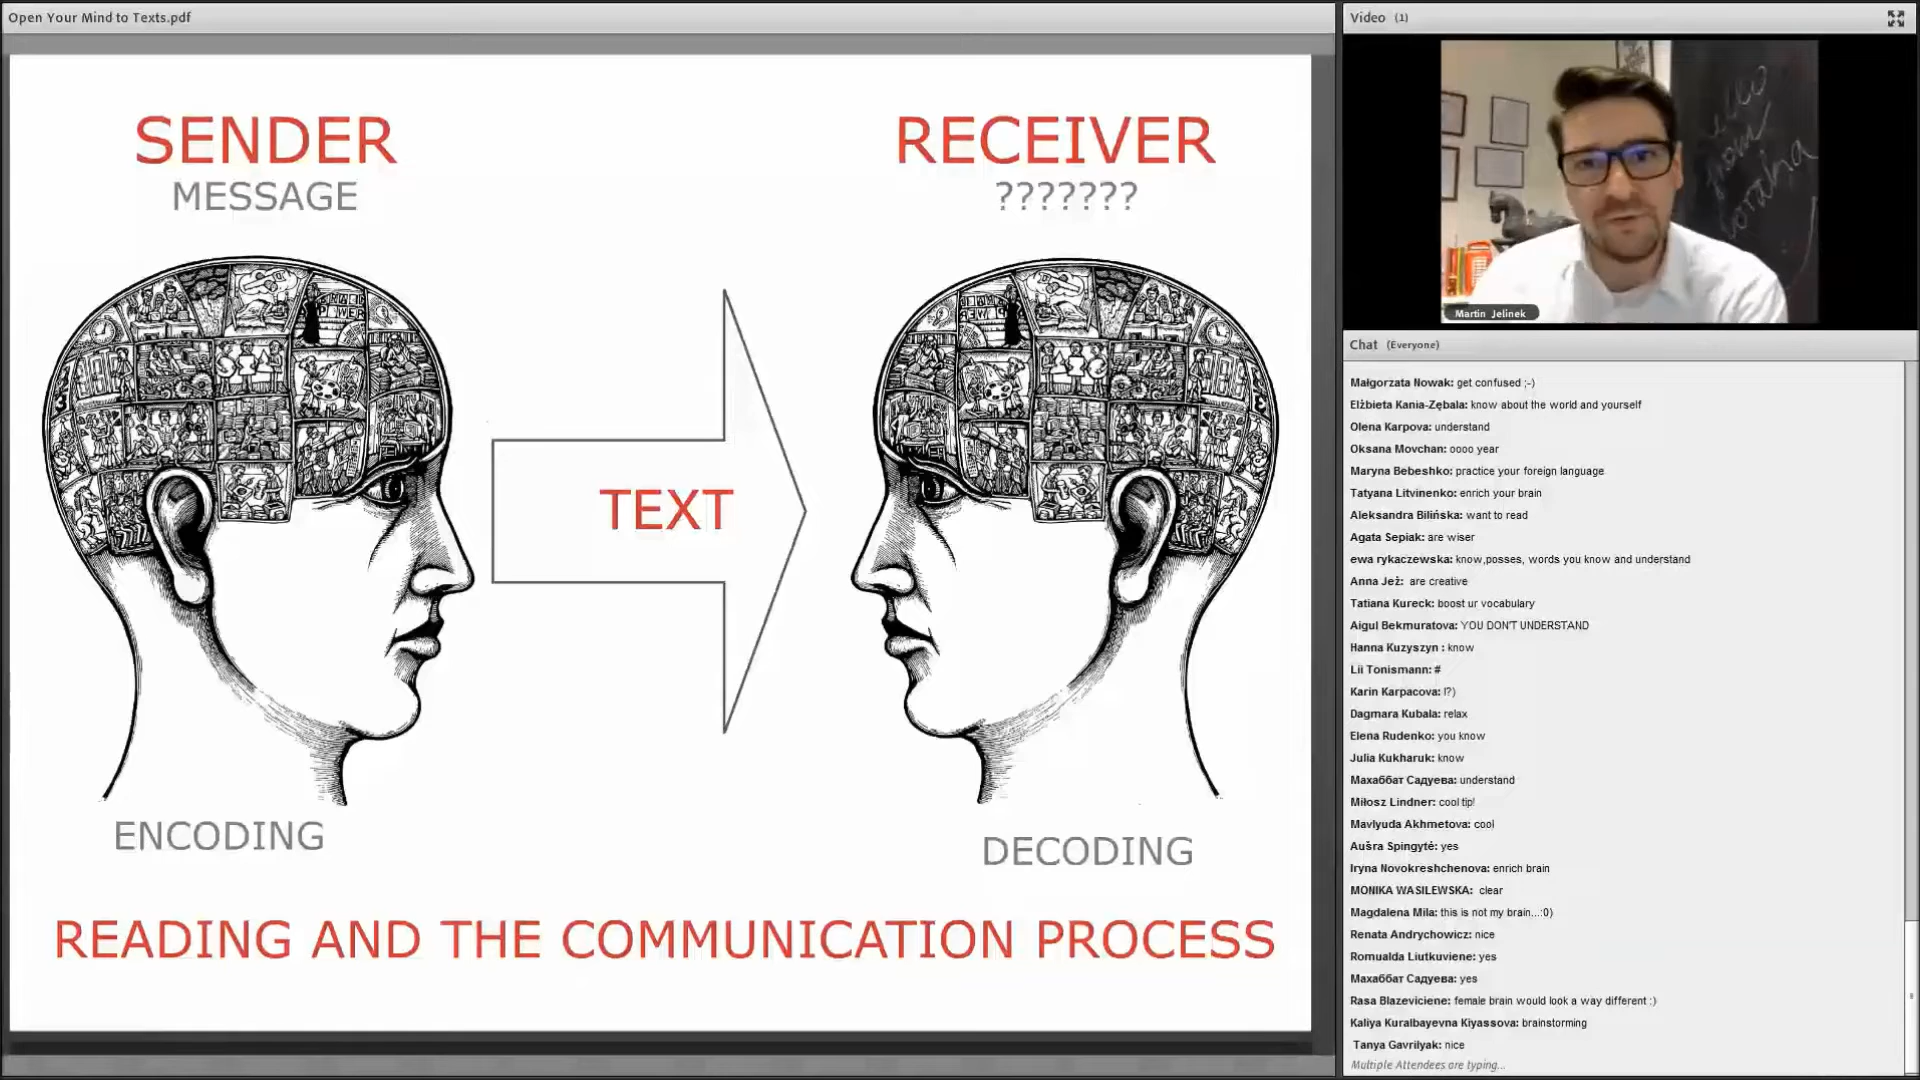 Open Your Mind to Texts.pdf
SENDER
MESSAGE
RECEIVER
???????
TEXT
ENCODING
DECODING
READING AND THE COMMUNICATION PROCESS
Video (1)
Martin Jelinek
Chat (Everyone)
Małgorzata Nowak: get confused ;-)
Elżbieta Kania-Zębala: know about the world and yourself
Olena Karpova: understand
Oksana Movchan: oooo year
Maryna Bebeshko: practice your foreign language
Tatyana Litvinenko: enrich your brain
Aleksandra Bilińska: want to read
Agata Sepiak: are wiser
ewa rykaczewska: know,posses, words you know and understand
Anna Jeż: are creative
Tatiana Kureck: boost ur vocabulary
Aigul Bekmuratova: YOU DON'T UNDERSTAND
Hanna Kuzyszyn : know
Lii Tonismann: #
Karin Karpacova: I?)
Dagmara Kubala: relax
Elena Rudenko: you know
Julia Kukharuk: know
Махаббат Садуева: understand
Miłosz Lindner: cool tip!
Mavlyuda Akhmetova: cool
Aušra Spingytė: yes
Iryna Novokreshchenova: enrich brain
MONIKA WASILEWSKA: clear
Magdalena Mila: this is not my brain...:0)
Renata Andrychowicz: nice
Romualda Liutkuviene: yes
Махаббат Садуева: yes
Rasa Blazeviciene: female brain would look a way different :)
Kaliya Kuralbayevna Kiyassova: brainstorming
Tanya Gavrilyak: nice
Multiple Attendees are typing...